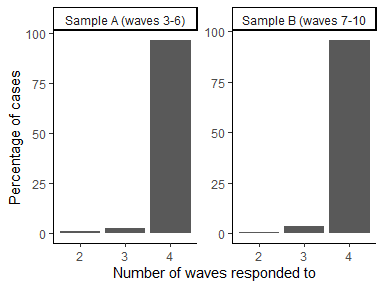 Sample A (waves 3-6)
Sample B (waves 7-10
Percentage of cases
100
75
50
25
0
100
75
50
25
0
2 3 4
2 3 4
Number of waves responded to